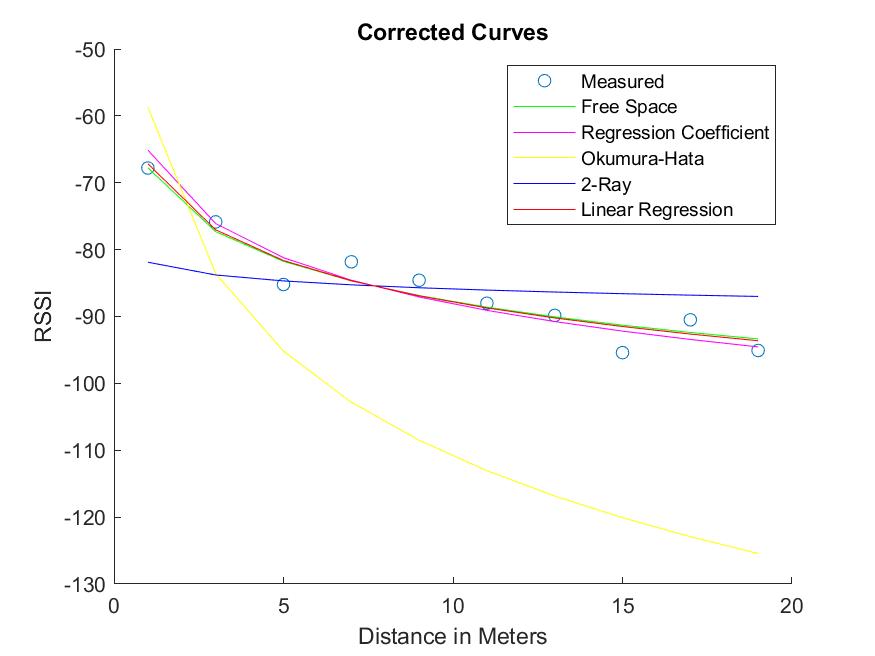 Corrected Curves
-50
-60
-70
-80
-90
-100
-110
-120
-130
RSSI
Measured
Free Space
Regression Coefficient
Okumura-Hata
2-Ray
Linear Regression
0
5
10
15
20
Distance in Meters